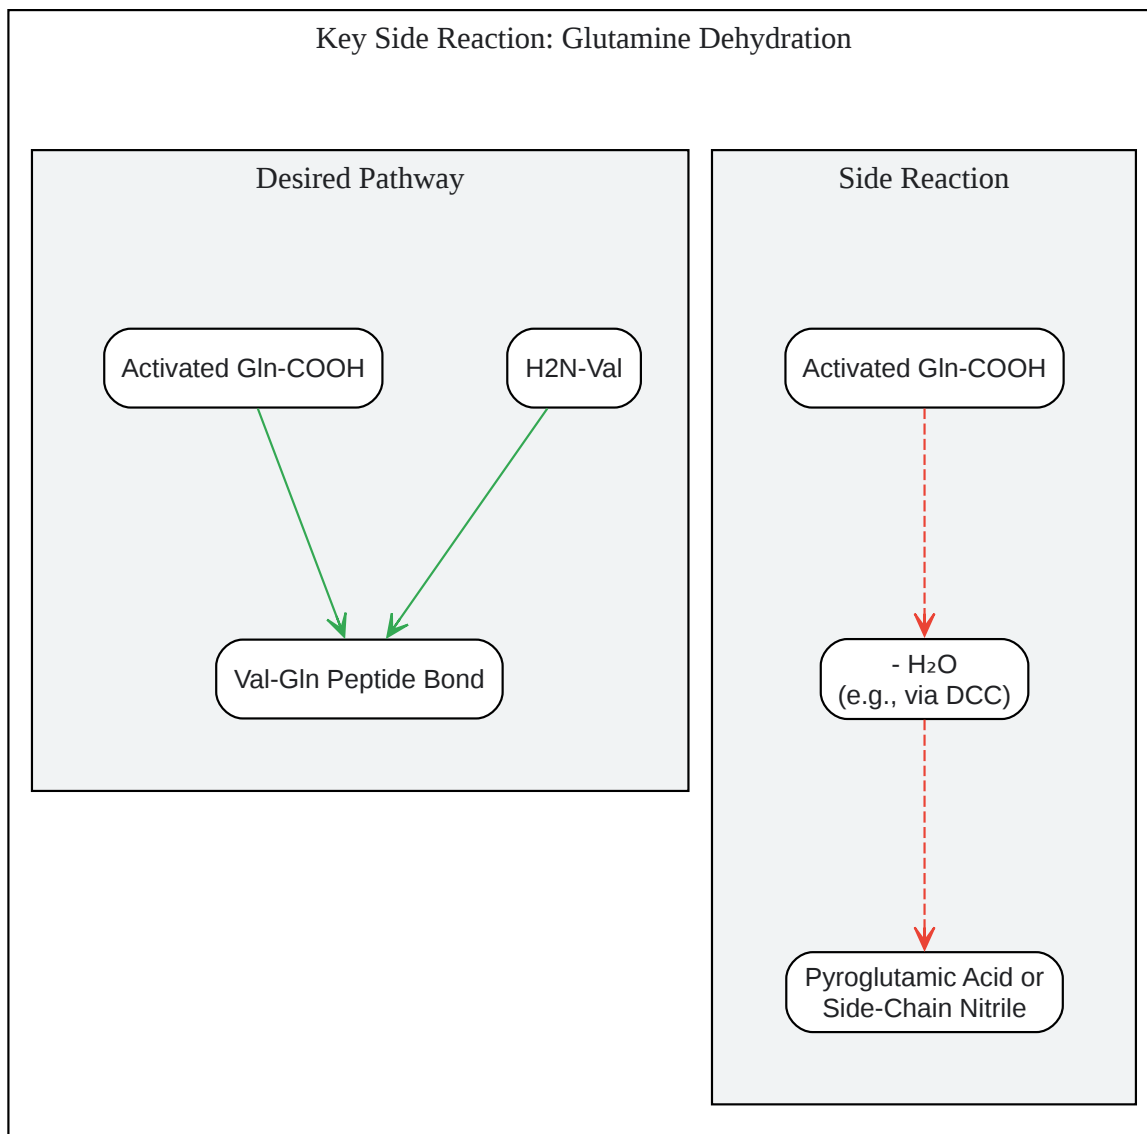 Key Side Reaction: Glutamine Dehydration
Desired Pathway
Activated Gln-COOH
H2N-Val
Val-Gln Peptide Bond
Side Reaction
Activated Gln-COOH
- H₂O
(e.g., via DCC)
Pyroglutamic Acid or
Side-Chain Nitrile